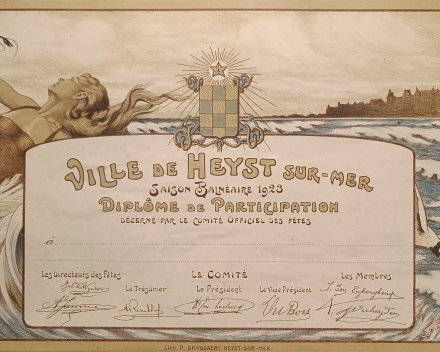 VILLE DE HEYST SUR-MER
SAISON BALNÉAIRE 1923
DIPLÔME DE PARTICIPATION
DÉCERNÉ PAR LE COMITÉ OFFICIEL DES FÊTES
à
LE COMITÉ
Les Directeurs des Fêtes Le Trésorier Le Président Le Vice Président Les Membres
LITH. P. GHYSSAERT, HEYST-SUR-MER